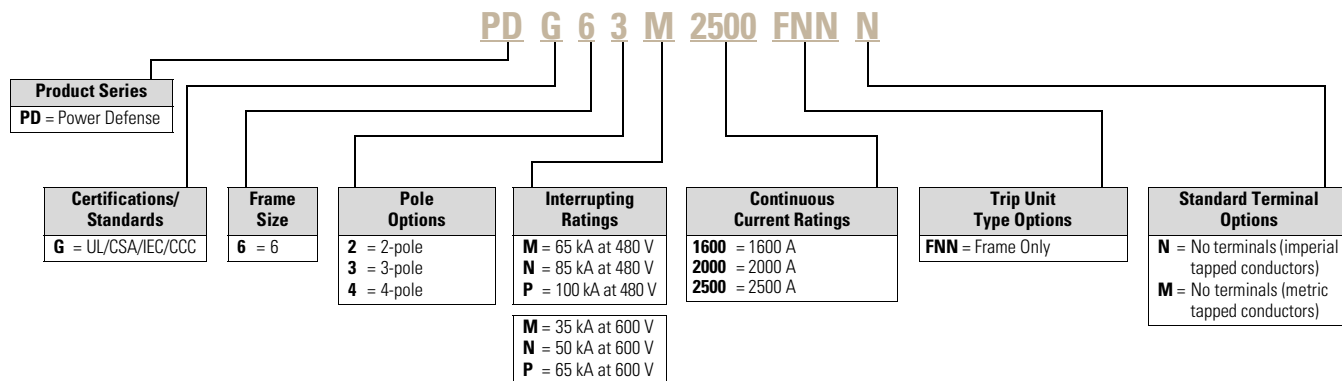 PD G 6 3 M 2500 FNN N
Product Series
PD = Power Defense
Certifications/
Standards
G = UL/CSA/IEC/CCC
Frame
Size
6 = 6
Pole
Options
2 = 2-pole
3 = 3-pole
4 = 4-pole
Interrupting
Ratings
M = 65 kA at 480 V
N = 85 kA at 480 V
P = 100 kA at 480 V
M = 35 kA at 600 V
N = 50 kA at 600 V
P = 65 kA at 600 V
Continuous
Current Ratings
1600 = 1600 A
2000 = 2000 A
2500 = 2500 A
Trip Unit
Type Options
FNN = Frame Only
Standard Terminal
Options
N = No terminals (imperial
tapped conductors)
M = No terminals (metric
tapped conductors)